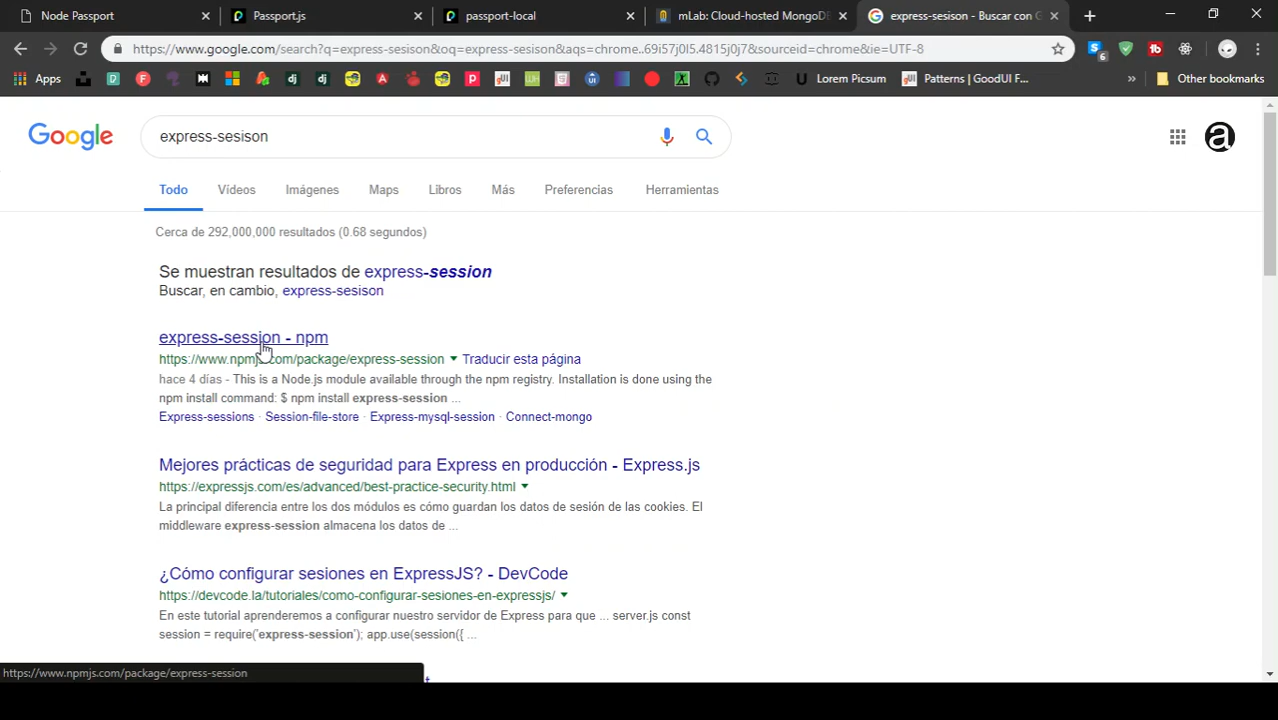 Node Passport
Passport.js
passport-local
mLab: Cloud-hosted MongoDB
express-sesison - Buscar con G
https://www.google.com/search?q=express-sesison&oq=express-sesison&aqs=chrome..69i57j0l5.4815j0j7&sourceid=chrome&ie=UTF-8
6
Apps
Lorem Picsum
Patterns | GoodUI F...
»
Other bookmarks
Google
express-sesison
a
Todo
Vídeos
Imágenes
Maps
Libros
Más
Preferencias
Herramientas
Cerca de 292,000,000 resultados (0.68 segundos)
Se muestran resultados de express-session
Buscar, en cambio, express-sesison
express-session - npm
https://www.npmjs.com/package/express-session Traducir esta página
hace 4 días - This is a Node.js module available through the npm registry. Installation is done using the
npm install command: $ npm install express-session ...
Express-sessions · Session-file-store · Express-mysql-session · Connect-mongo
Mejores prácticas de seguridad para Express en producción - Express.js
https://expressjs.com/es/advanced/best-practice-security.html
La principal diferencia entre los dos módulos es cómo guardan los datos de sesión de las cookies. El
middleware express-session almacena los datos de ...
¿Cómo configurar sesiones en ExpressJS? - DevCode
https://devcode.la/tutoriales/como-configurar-sesiones-en-expressjs/
En este tutorial aprenderemos a configurar nuestro servidor de Express para que ... server.js const
session = require('express-session'); app.use(session({ ...
https://www.npmjs.com/package/express-session